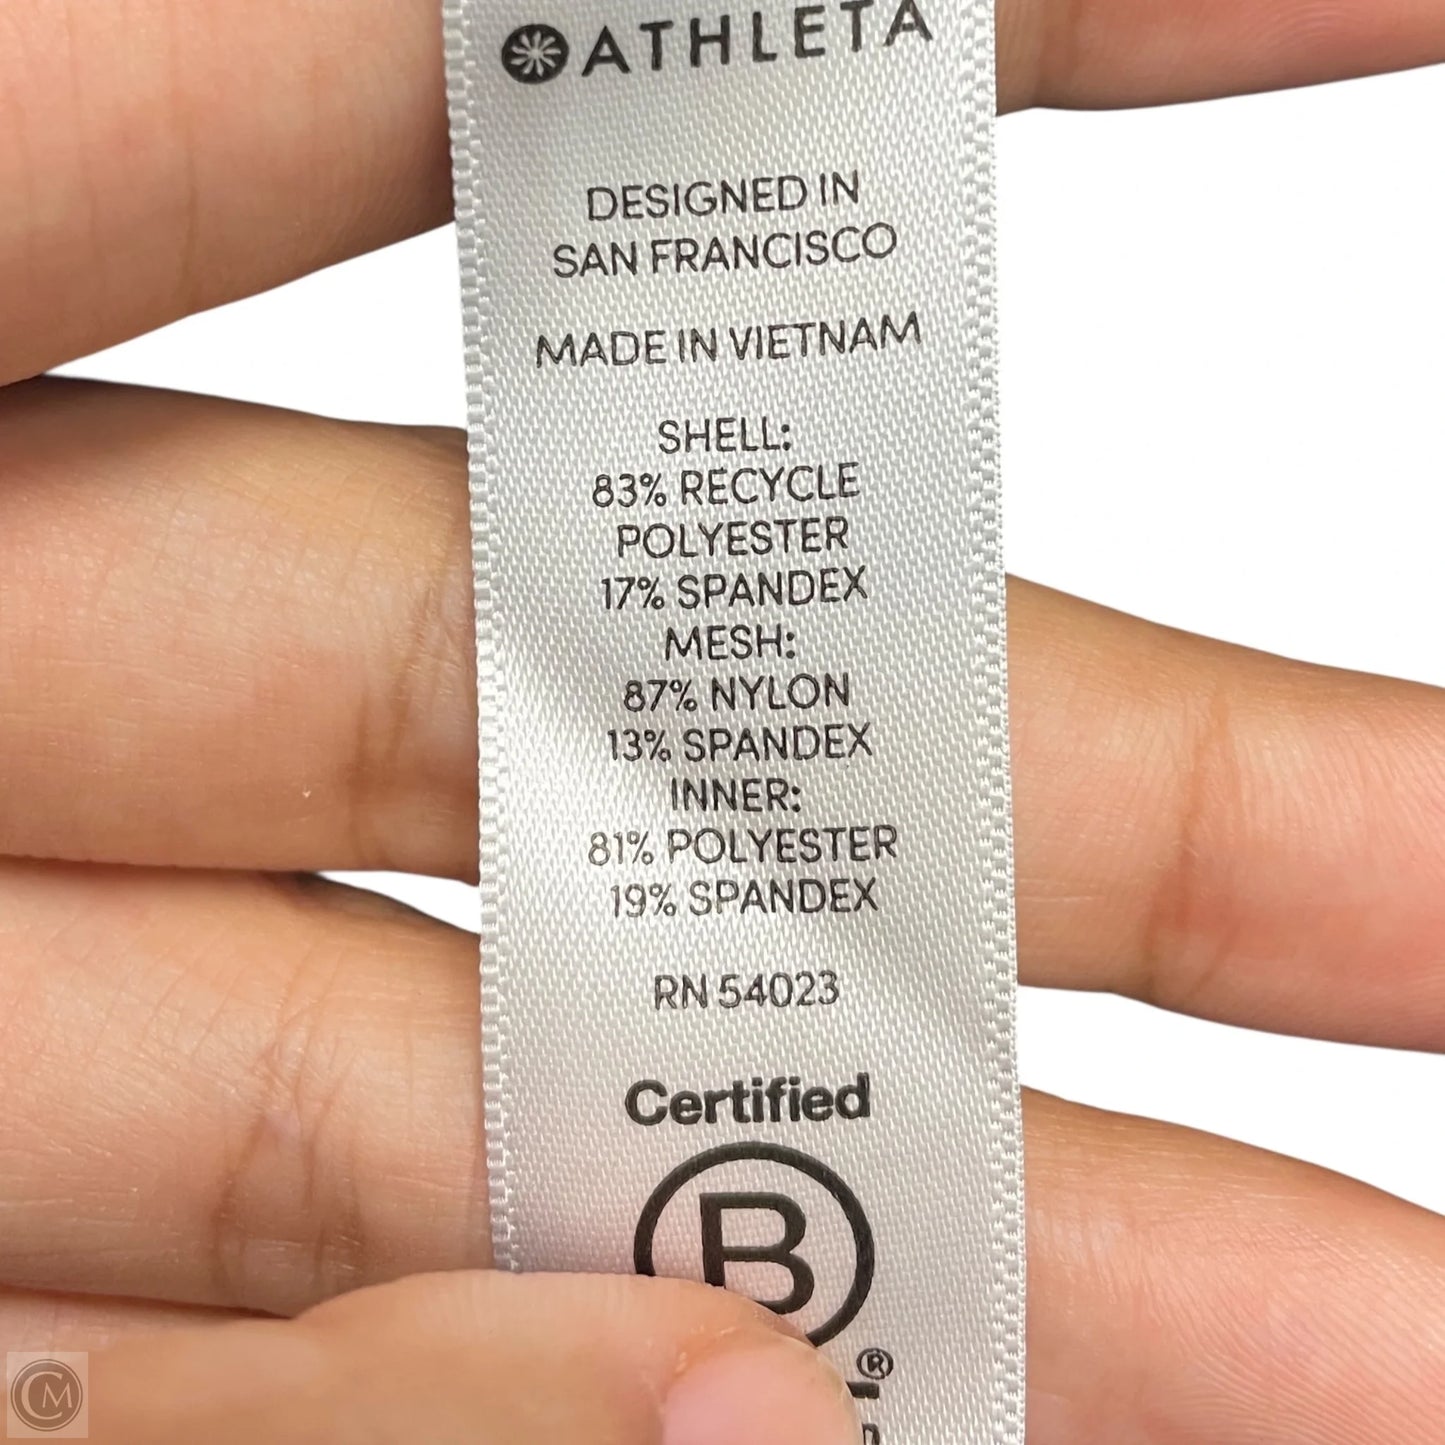 ATHLETA
DESIGNED IN
SAN FRANCISCO
MADE IN VIETNAM
SHELL:
83% RECYCLE
POLYESTER
17% SPANDEX
MESH:
87% NYLON
13% SPANDEX
INNER:
81% POLYESTER
19% SPANDEX
RN 54023
Certified
B
®
CM